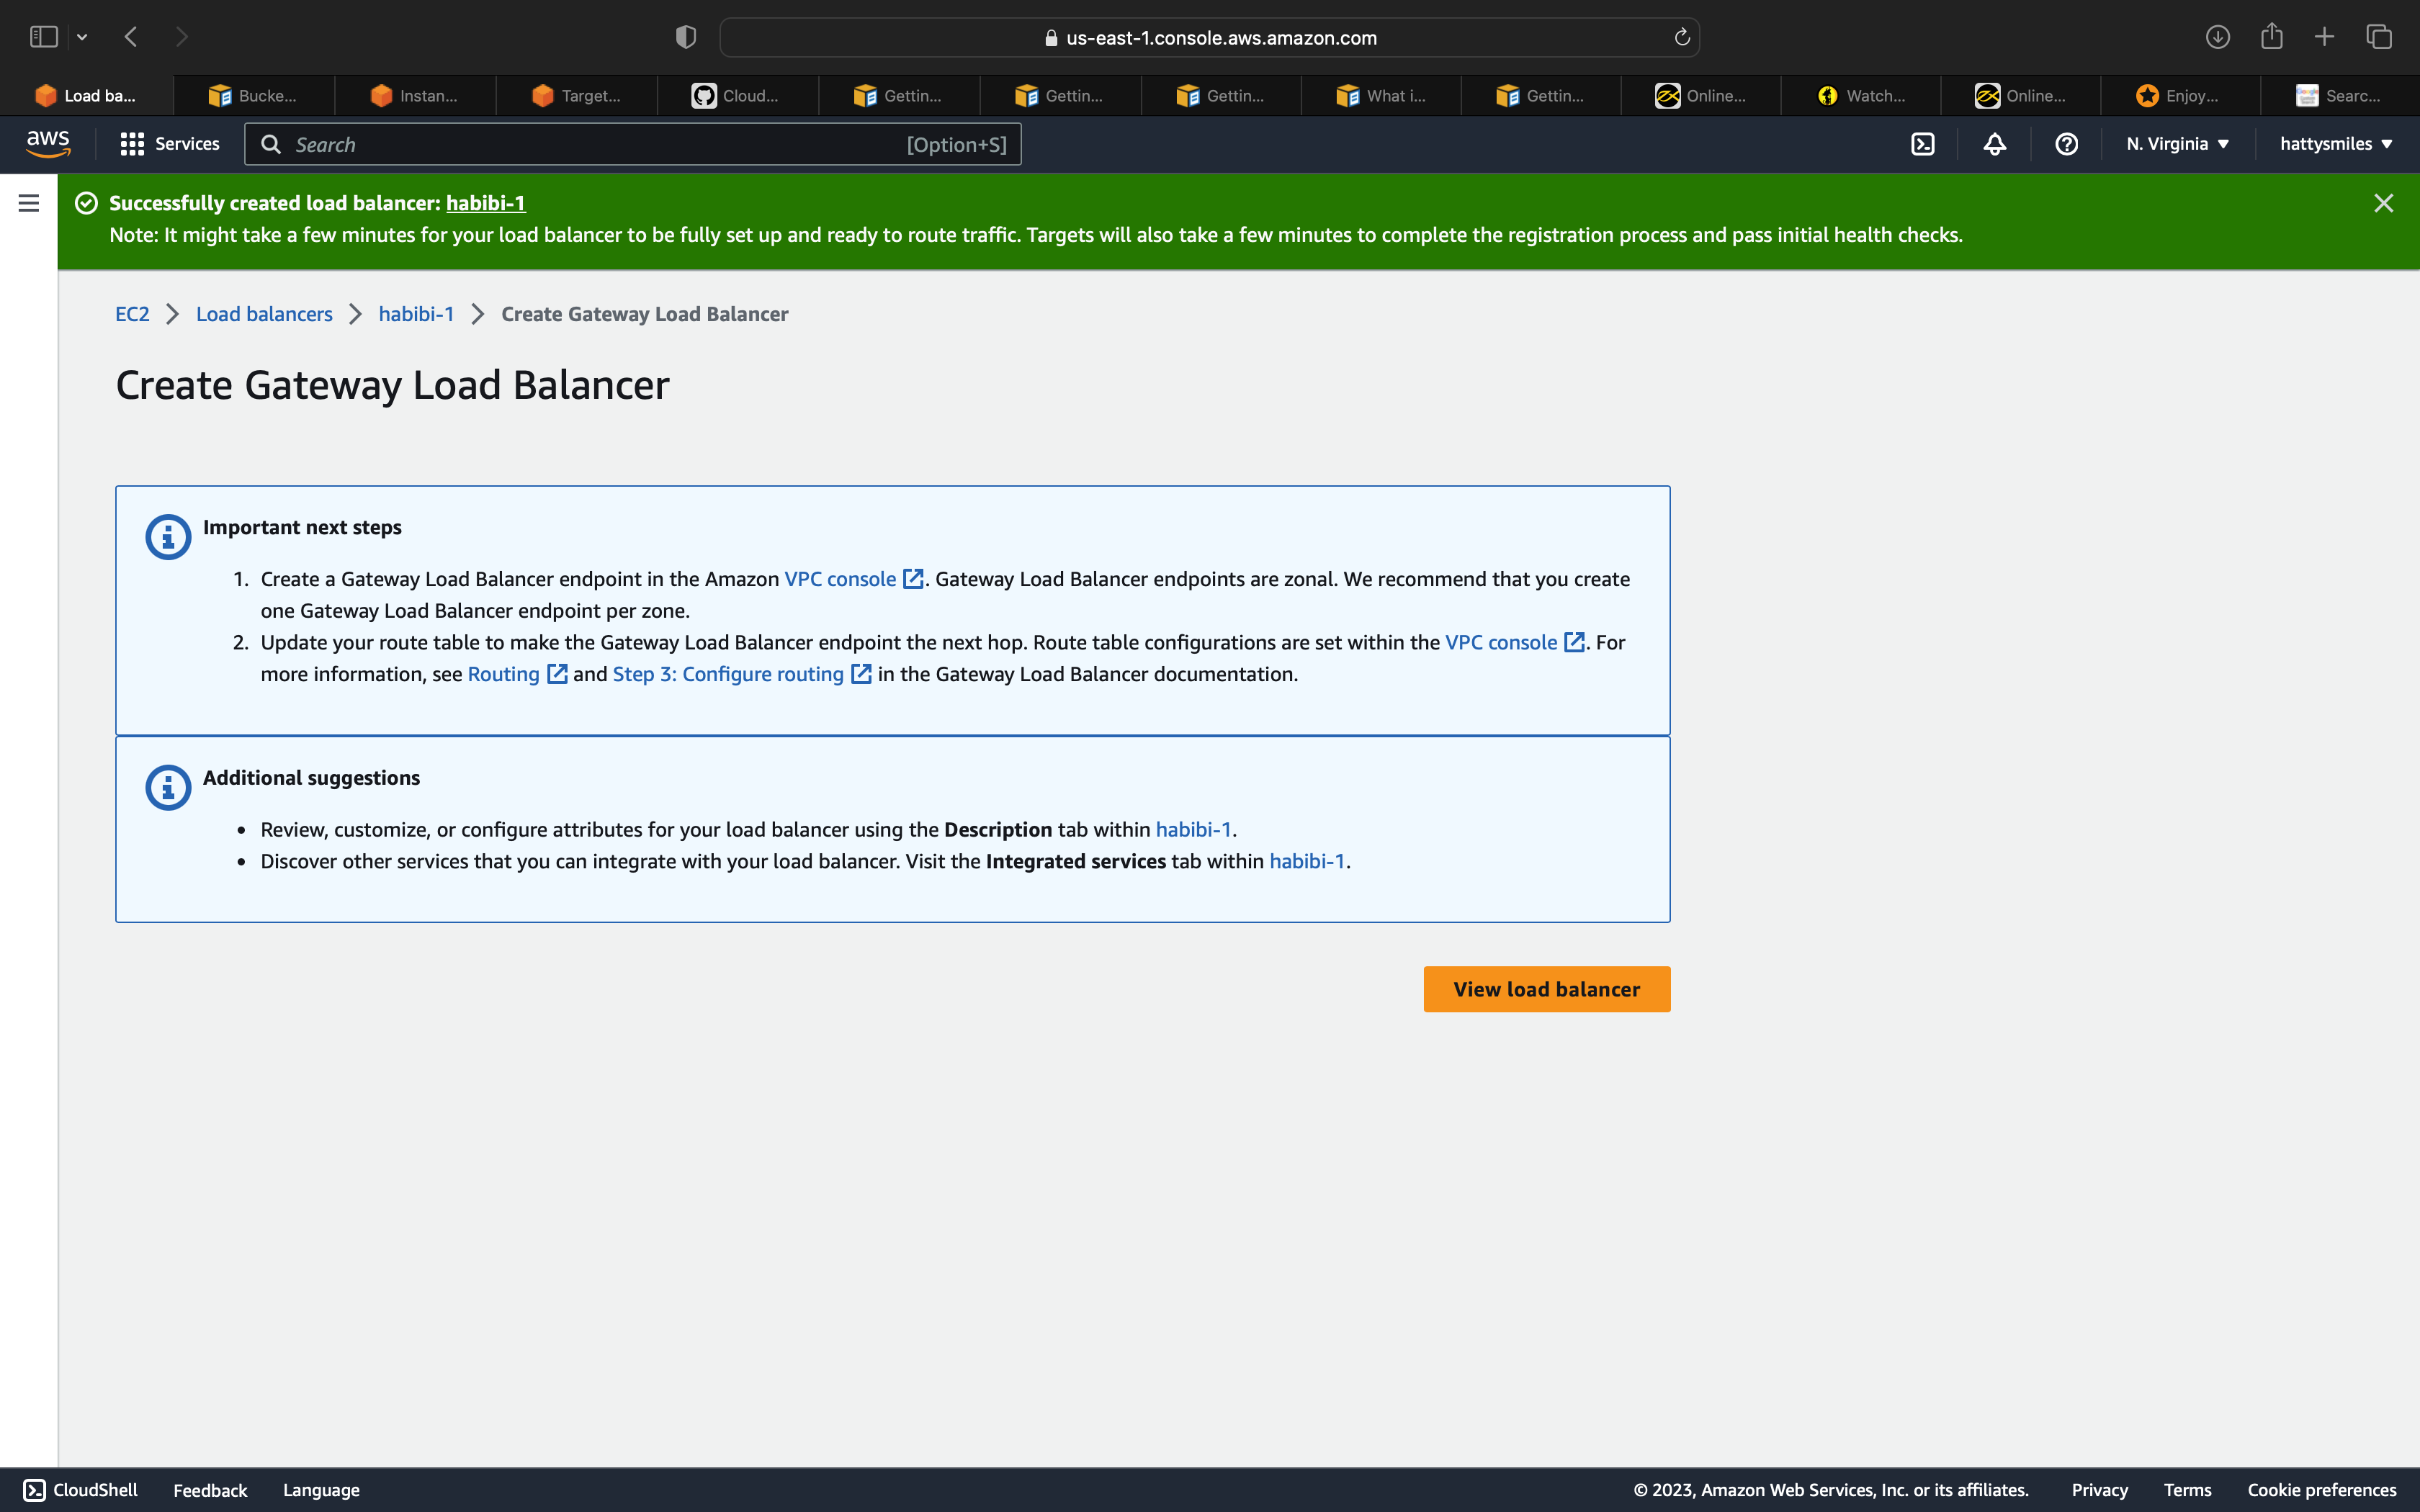 us-east-1.console.aws.amazon.com
Load ba...
Bucke...
Instan...
Target...
Cloud...
Gettin...
Gettin...
Gettin...
What i...
Gettin...
Online...
Watch...
Online...
Enjoy...
Searc...
aws
Services
Search
[Option+S]
N. Virginia
hattysmiles
Successfully created load balancer: habibi-1
Note: It might take a few minutes for your load balancer to be fully set up and ready to route traffic. Targets will also take a few minutes to complete the registration process and pass initial health checks.
EC2 > Load balancers > habibi-1 > Create Gateway Load Balancer
Create Gateway Load Balancer
Important next steps
1. Create a Gateway Load Balancer endpoint in the Amazon VPC console. Gateway Load Balancer endpoints are zonal. We recommend that you create
one Gateway Load Balancer endpoint per zone.
2. Update your route table to make the Gateway Load Balancer endpoint the next hop. Route table configurations are set within the VPC console. For
more information, see Routing and Step 3: Configure routing in the Gateway Load Balancer documentation.
Additional suggestions
• Review, customize, or configure attributes for your load balancer using the Description tab within habibi-1.
• Discover other services that you can integrate with your load balancer. Visit the Integrated services tab within habibi-1.
View load balancer
CloudShell
Feedback
Language
© 2023, Amazon Web Services, Inc. or its affiliates.
Privacy
Terms
Cookie preferences